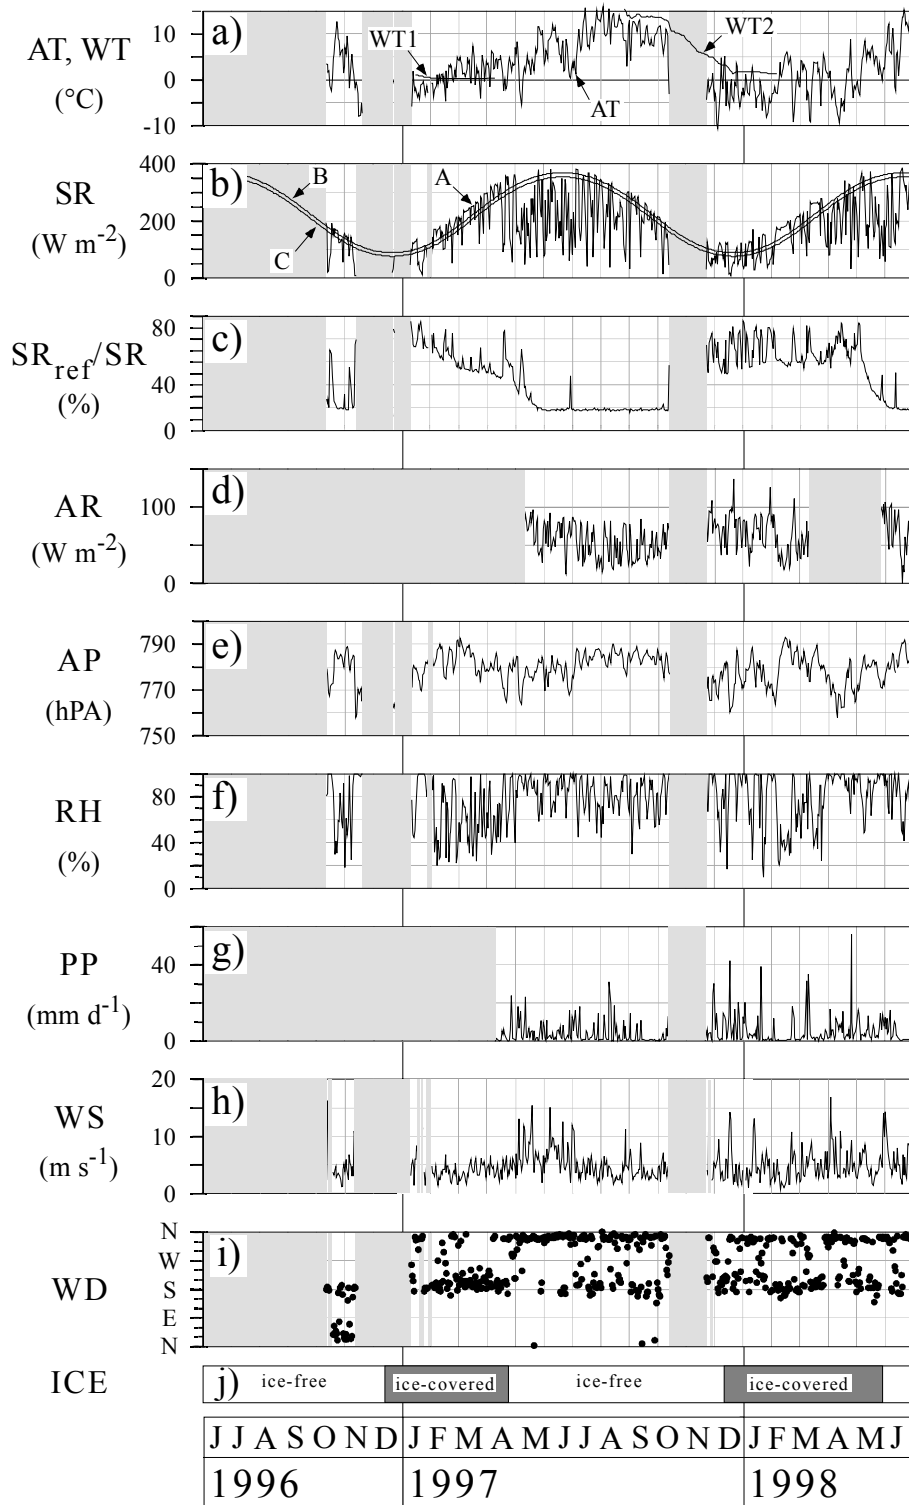 a)
AT, WT
(°C)
10
0
-10
WT1
WT2
AT
b)
SR
(W m-2)
400
200
0
B
A
C
c)
SRref/SR
(%)
80
40
0
d)
AR
(W m-2)
100
0
e)
AP
(hPA)
790
770
750
f)
RH
(%)
80
40
0
g)
PP
(mm d-1)
40
0
h)
WS
(m s-1)
20
10
0
i)
WD
N
W
S
E
N
ICE
j)
ice-free
ice-covered
ice-free
ice-covered
J J A S O N D J F M A M J J A S O N D J F M A M J
1996 1997 1998